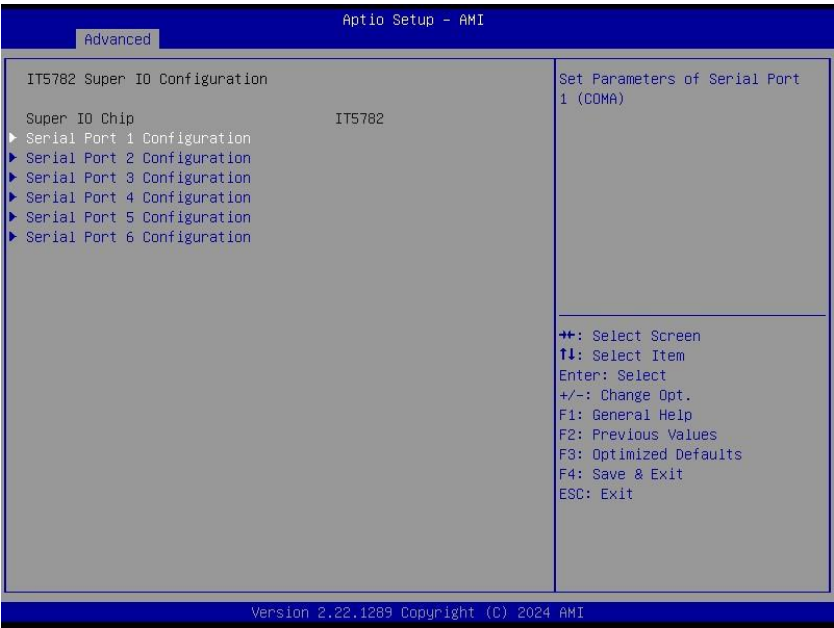 Aptio Setup - AMI
Advanced
IT5782 Super IO Configuration
Super IO Chip IT5782
▶ Serial Port 1 Configuration
▶ Serial Port 2 Configuration
▶ Serial Port 3 Configuration
▶ Serial Port 4 Configuration
▶ Serial Port 5 Configuration
▶ Serial Port 6 Configuration
Set Parameters of Serial Port
1 (COMA)
→←: Select Screen
↑↓: Select Item
Enter: Select
+/-: Change Opt.
F1: General Help
F2: Previous Values
F3: Optimized Defaults
F4: Save & Exit
ESC: Exit
Version 2.22.1289 Copyright (C) 2024 AMI